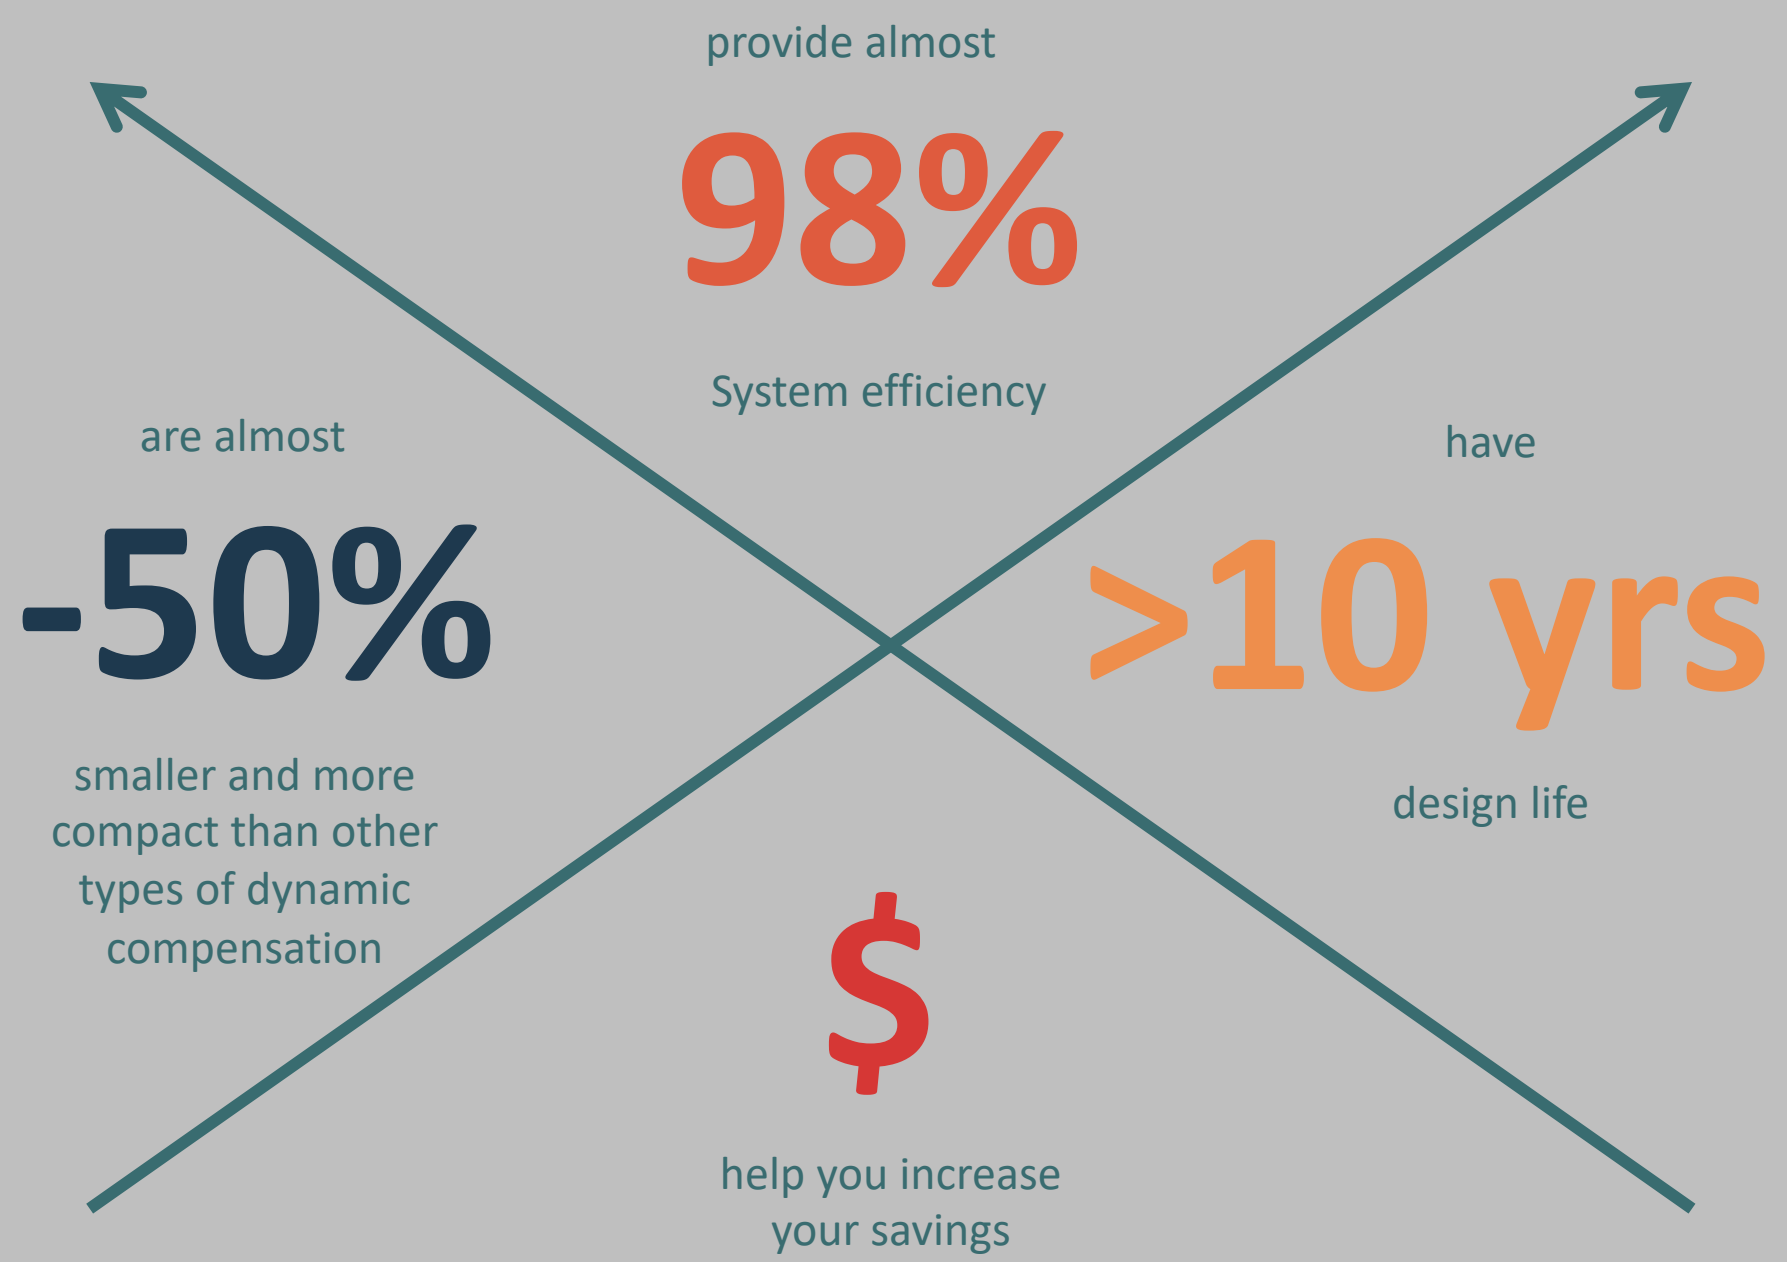 provide almost
98%
System efficiency
are almost
-50%
smaller and more
compact than other
types of dynamic
compensation
have
>10 yrs
design life
$
help you increase
your savings